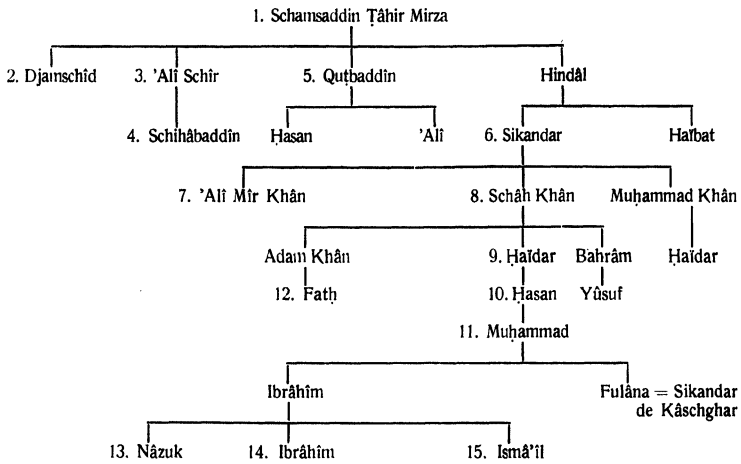 1. Schamsaddin Ṭâhir Mirza
2. Djamschîd 3. 'Alî Schîr 5. Quṭbaddîn Hindâl
4. Schihâbaddîn Ḥasan 'Alî 6. Sikandar Haïbat
7. 'Alî Mîr Khân 8. Schâh Khân Muḥammad Khân
Adam Khân 9. Ḥaïdar Bahrâm Ḥaïdar
12. Fatḥ 10. Ḥasan Yûsuf
11. Muḥammad
Ibrâhîm Fulâna = Sikandar
de Kâschghar
13. Nâzuk 14. Ibrâhîm 15. Ismâ'îl